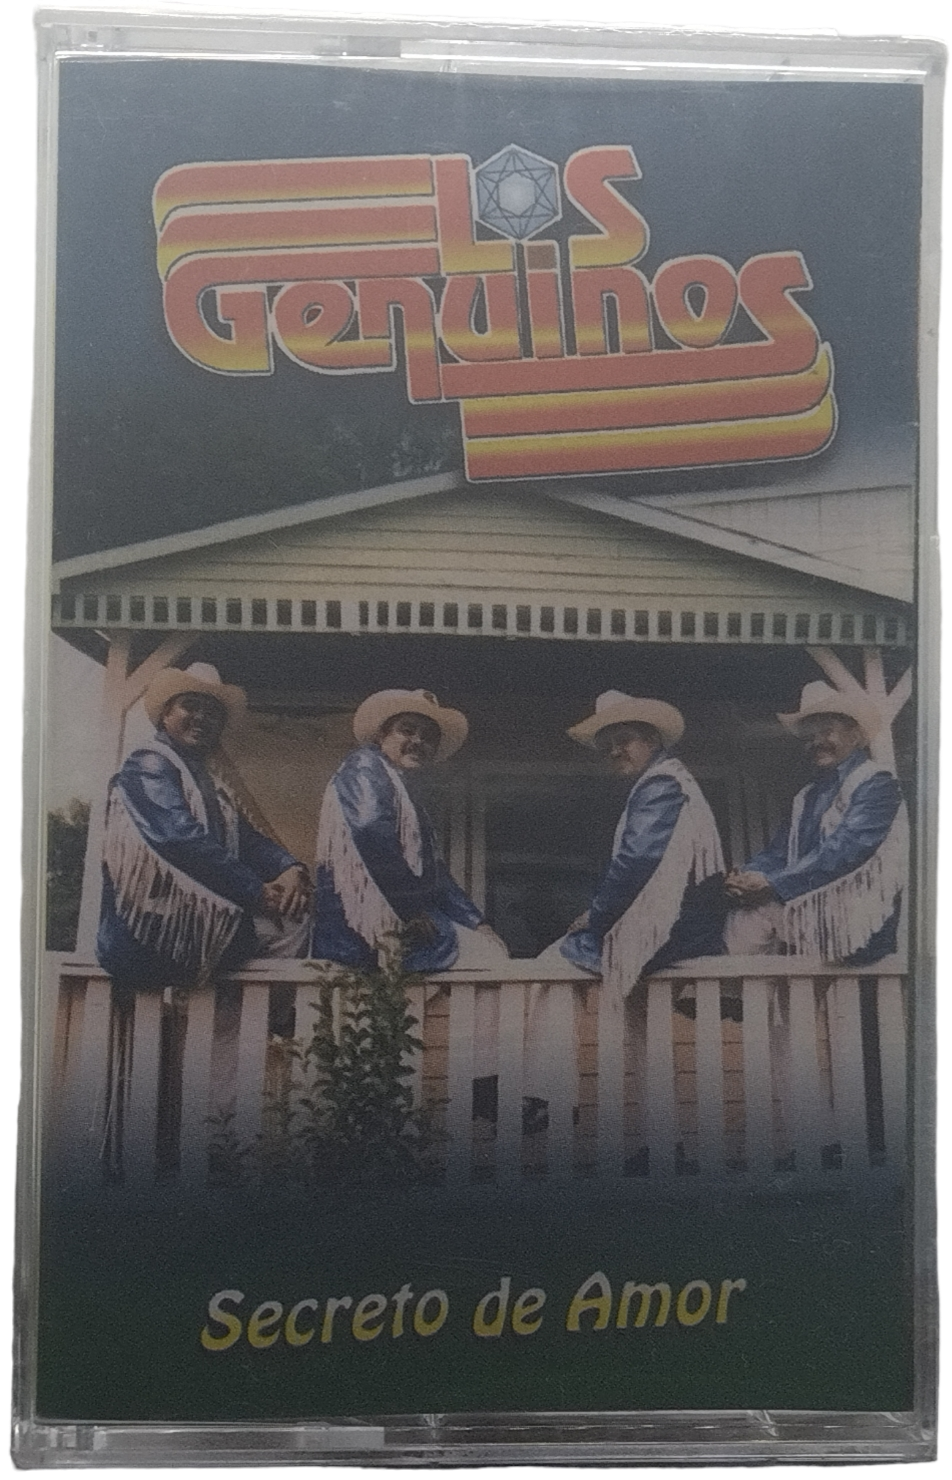 Los
Genuinos
Secreto de Amor